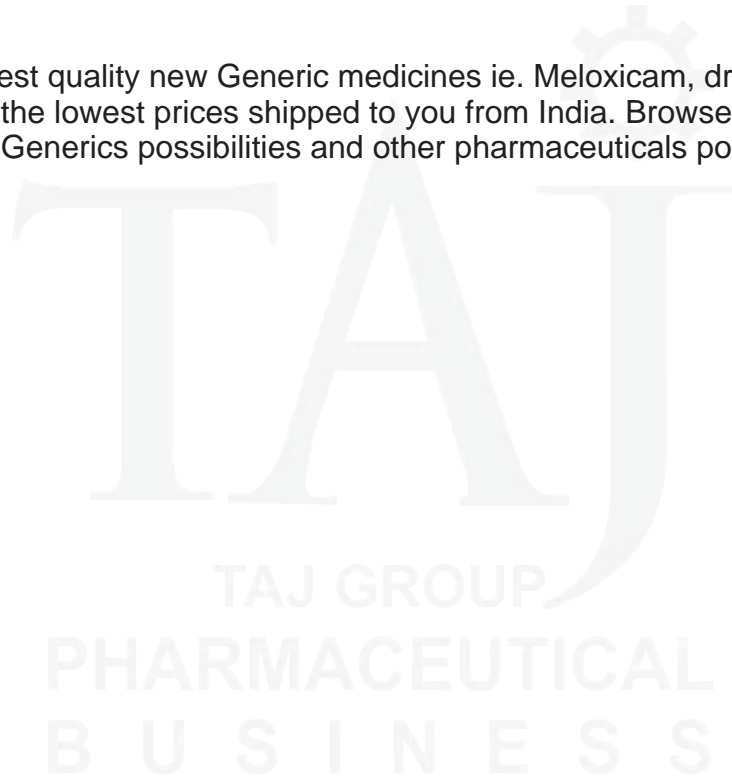 est quality new Generic medicines ie. Meloxicam, dr
the lowest prices shipped to you from India. Browse
Generics possibilities and other pharmaceuticals po
TAJ
TAJ GROUP
PHARMACEUTICAL
BUSINESS